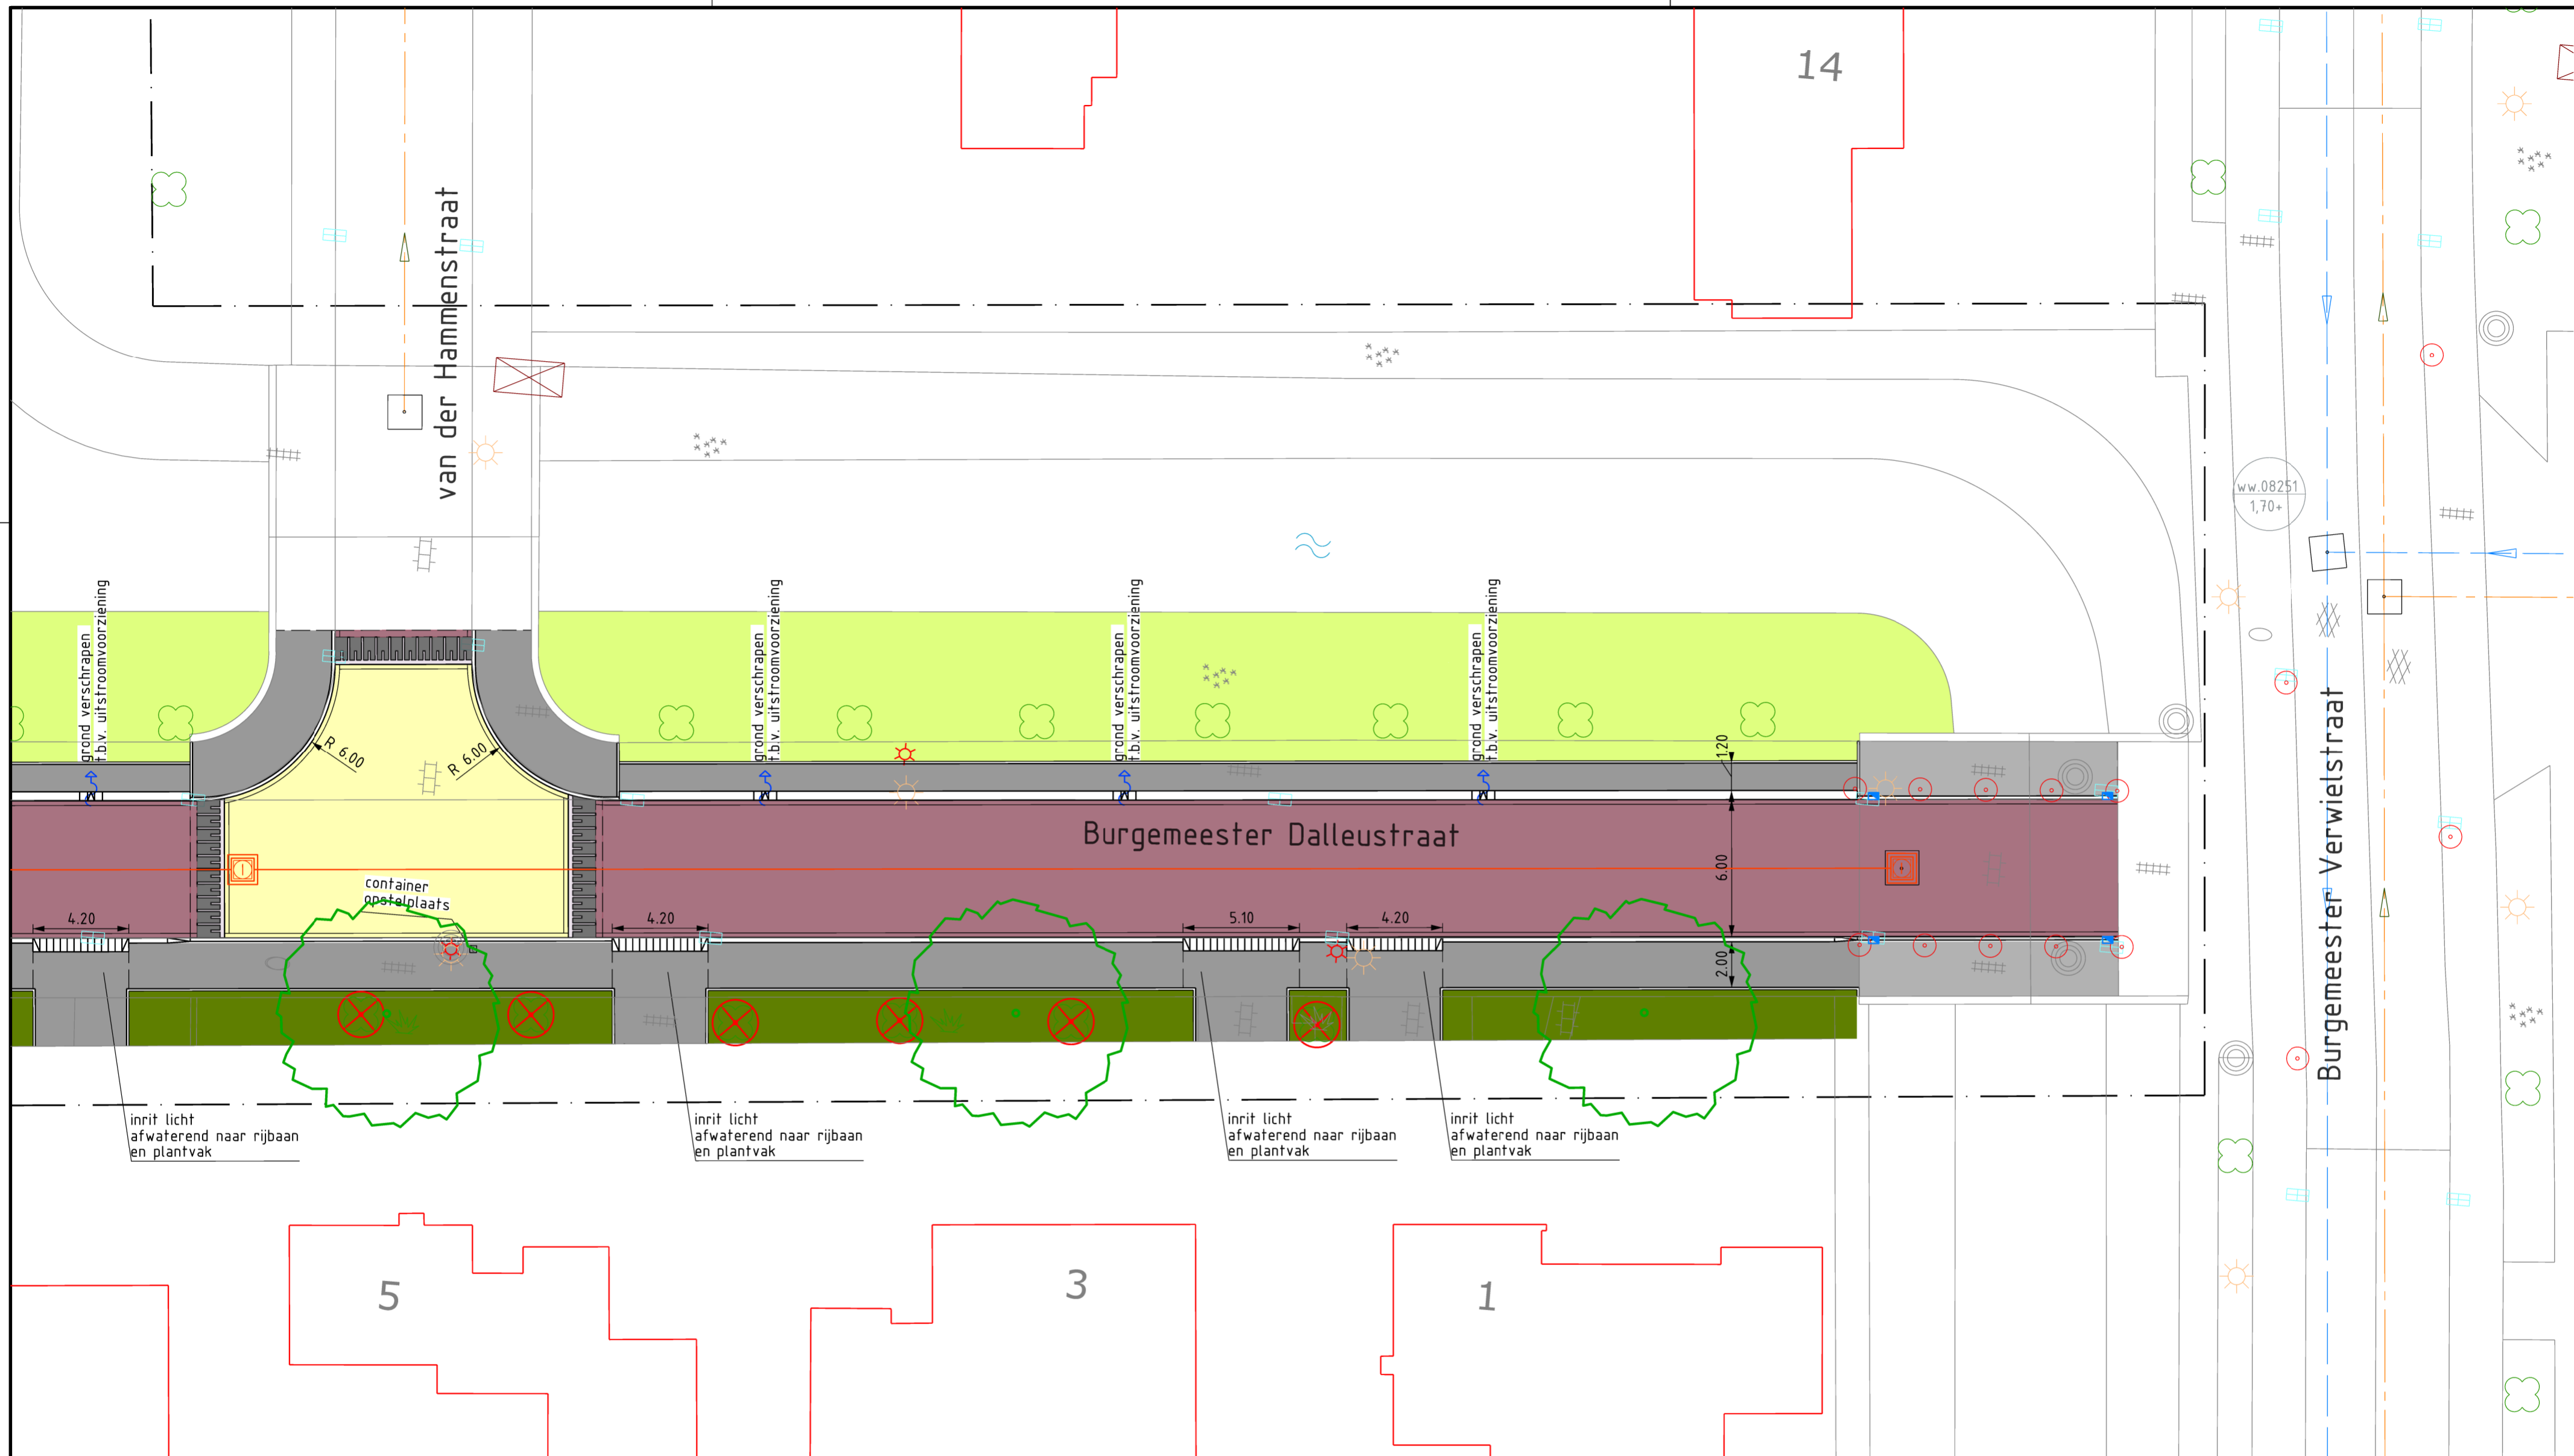 14
van der Hammenstraat
ww.08251
1,70+
grond verschrapen
t.b.v. uitstroomvoorziening
grond verschrapen
t.b.v. uitstroomvoorziening
grond verschrapen
t.b.v. uitstroomvoorziening
grond verschrapen
t.b.v. uitstroomvoorziening
R 6.00
R 6.00
1.20
Burgemeester Dalleustraat
Burgemeester Verwielstraat
6.00
container
opstelplaats
4.20
4.20
5.10
4.20
2.00
inrit licht
afwaterend naar rijbaan
en plantvak
inrit licht
afwaterend naar rijbaan
en plantvak
inrit licht
afwaterend naar rijbaan
en plantvak
inrit licht
afwaterend naar rijbaan
en plantvak
5
3
1